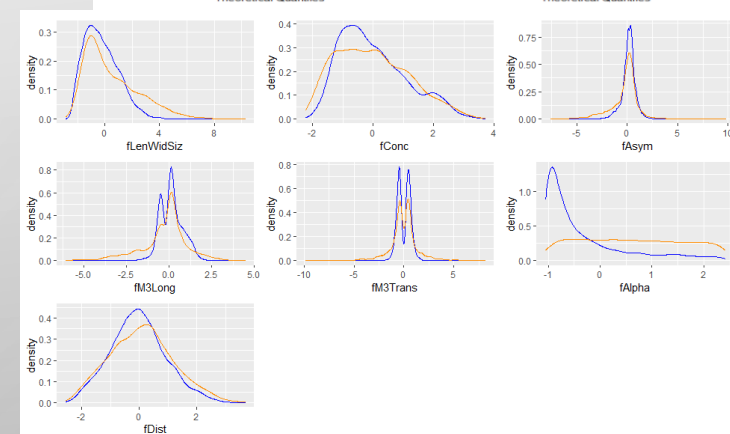 Theoretical Quantiles Theoretical Quantiles
density
0.3
0.2
0.1
0.0
0 4 8
fLenWidSiz
density
0.4
0.3
0.2
0.1
0.0
-2 0 2 4
fConc
density
0.75
0.50
0.25
0.00
-5 0 5 10
fAsym
density
0.8
0.6
0.4
0.2
0.0
-5.0 -2.5 0.0 2.5 5.0
fM3Long
density
0.8
0.6
0.4
0.2
0.0
-10 -5 0 5
fM3Trans
density
1.0
0.5
0.0
-1 0 1 2
fAlpha
density
0.4
0.3
0.2
0.1
0.0
-2 0 2
fDist